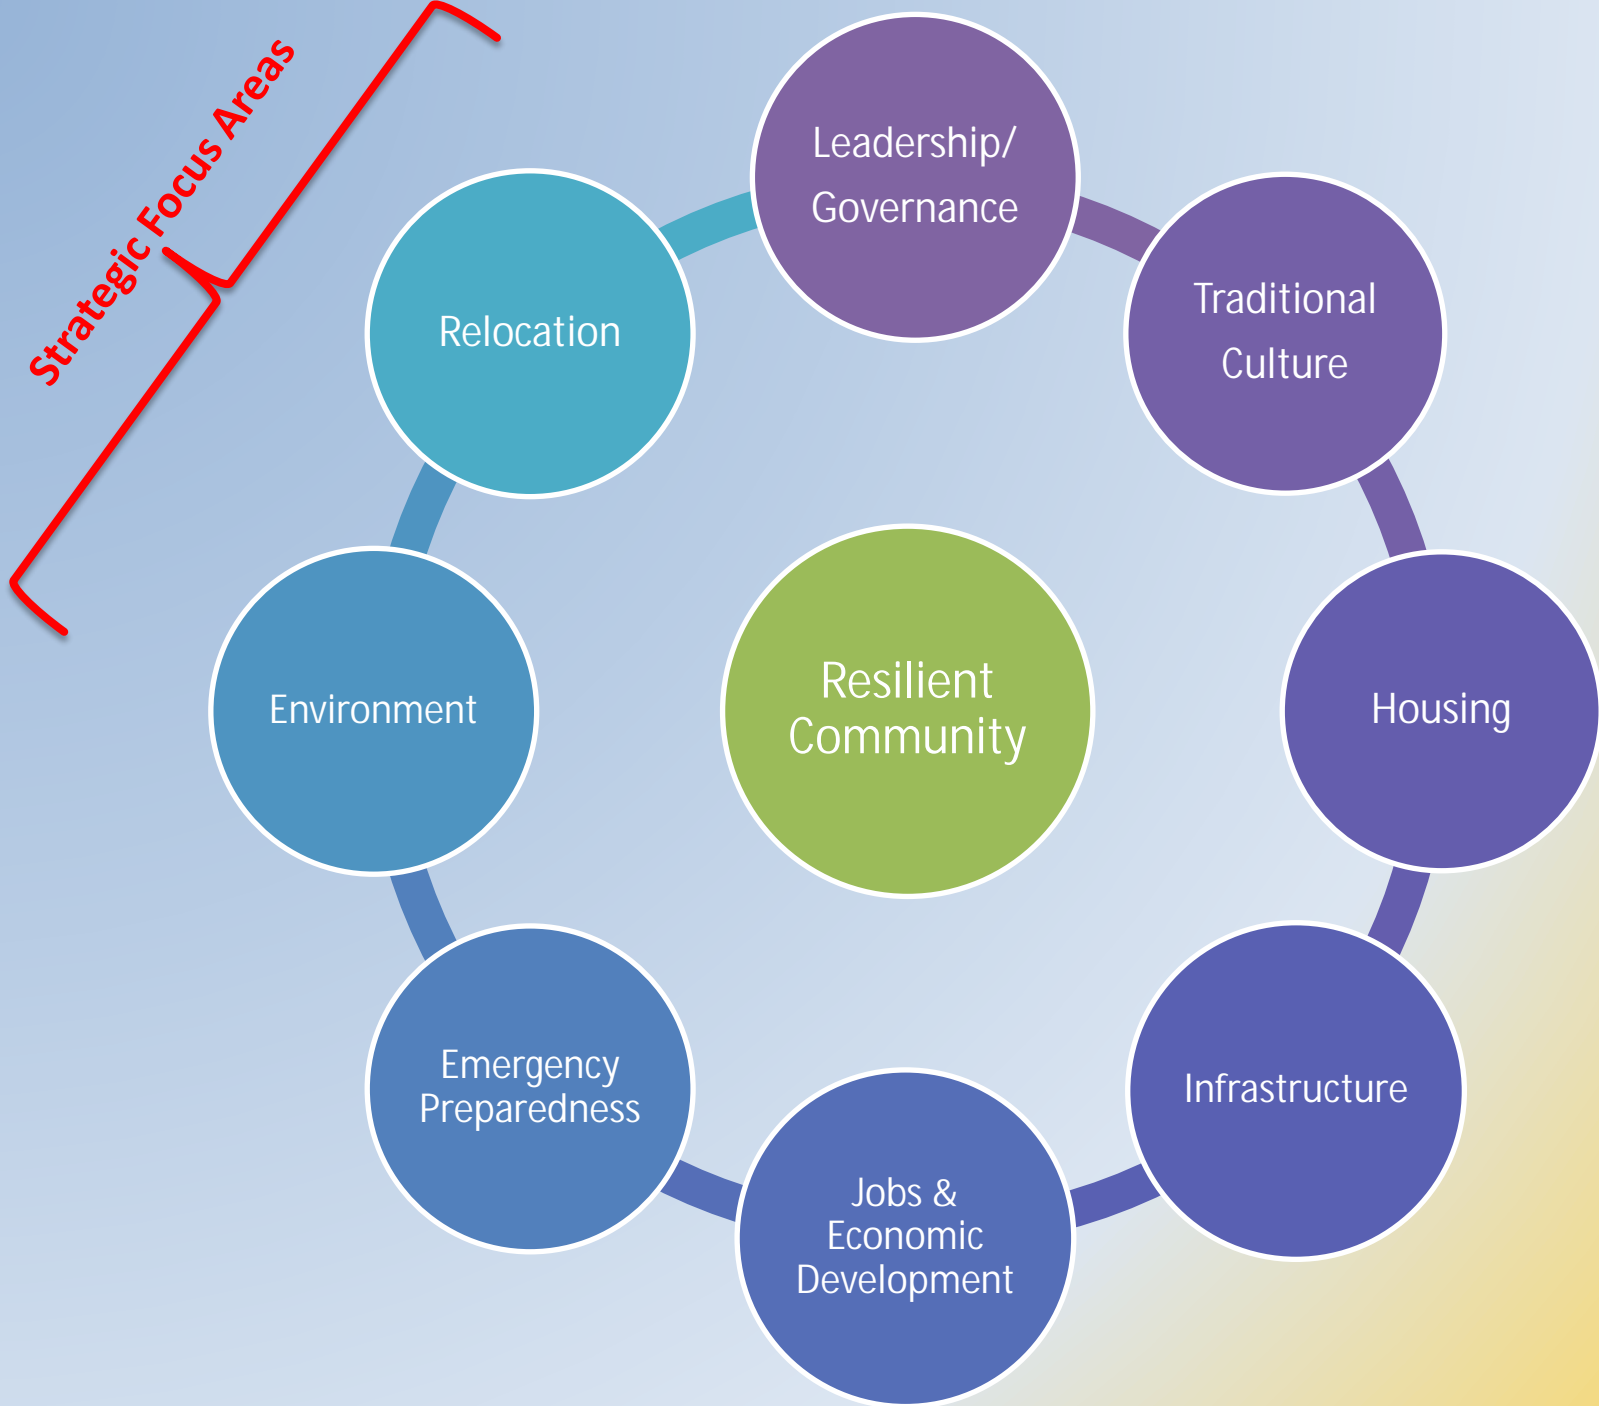 Strategic Focus Areas
Leadership/
Governance
Traditional
Culture
Housing
Infrastructure
Jobs &
Economic
Development
Emergency
Preparedness
Environment
Relocation
Resilient
Community